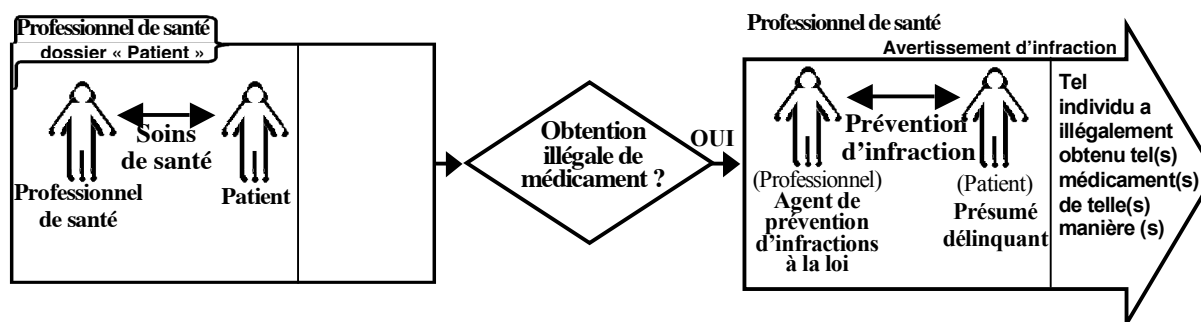 Professionnel de santé
dossier « Patient »
Soins
de santé
Professionnel
de santé
Patient
Obtention
illégale de
médicament ?
OUI
Professionnel de santé
Avertissement d’infraction
Prévention
d’infraction
(Professionnel)
Agent de
prévention
d’infractions
à la loi
(Patient)
Présumé
délinquant
Tel
individu a
illégalement
obtenu tel(s)
médicament(s)
de telle(s)
manière (s)